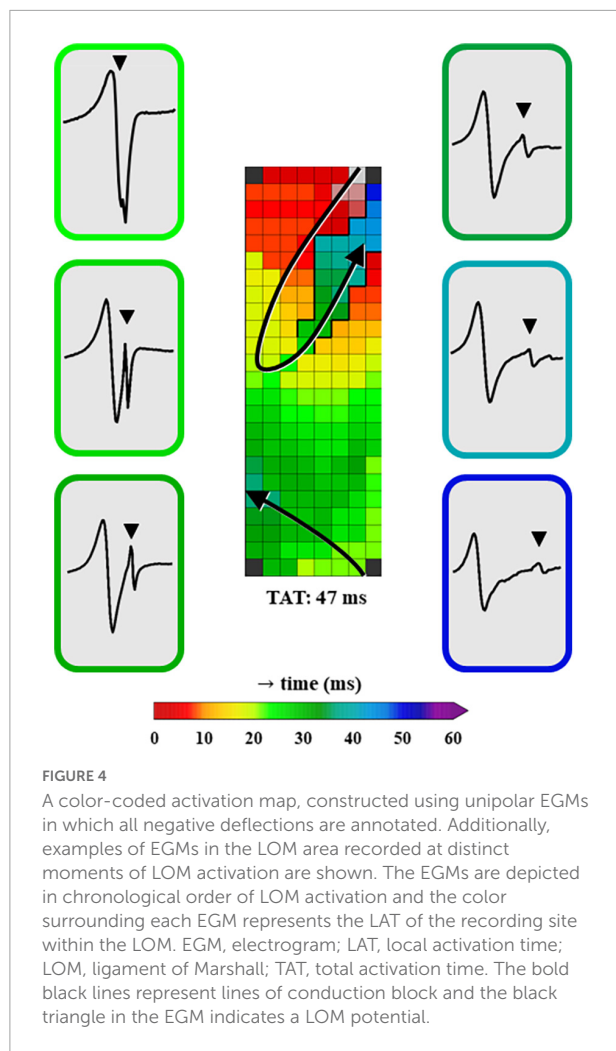 TAT: 47 ms
→ time (ms)
0 10 20 30 40 50 60
FIGURE 4
A color-coded activation map, constructed using unipolar EGMs
in which all negative deflections are annotated. Additionally,
examples of EGMs in the LOM area recorded at distinct
moments of LOM activation are shown. The EGMs are depicted
in chronological order of LOM activation and the color
surrounding each EGM represents the LAT of the recording site
within the LOM. EGM, electrogram; LAT, local activation time;
LOM, ligament of Marshall; TAT, total activation time. The bold
black lines represent lines of conduction block and the black
triangle in the EGM indicates a LOM potential.